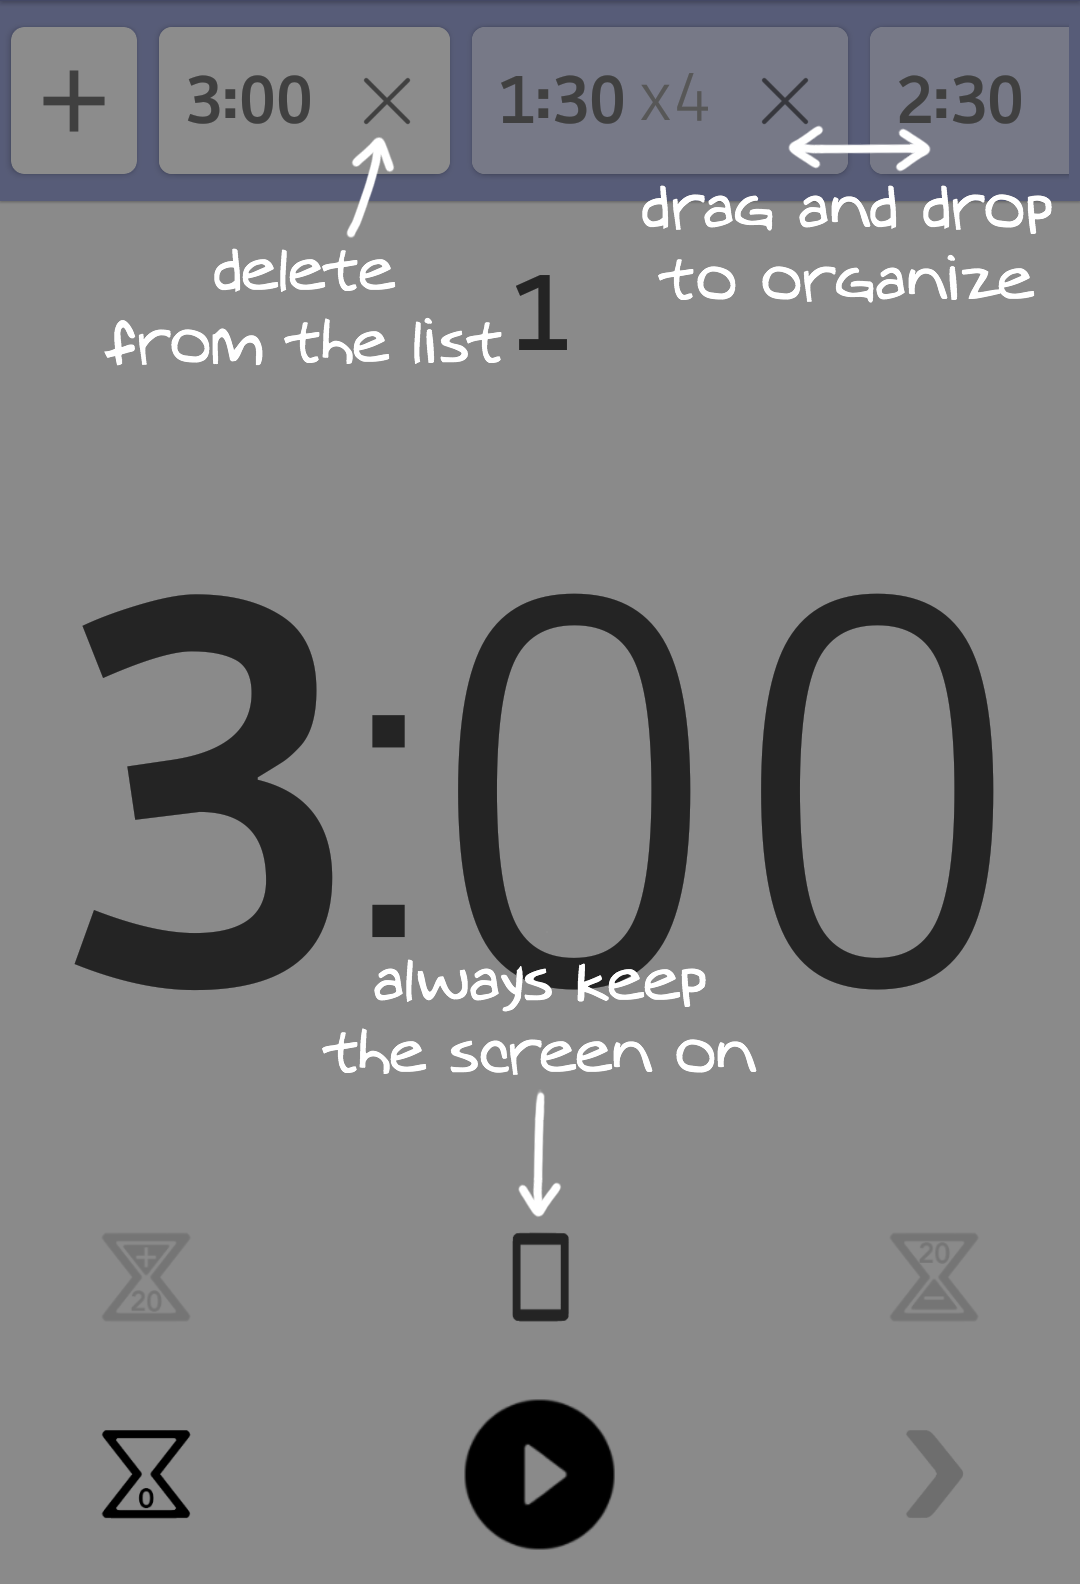 3:00
1:30 x4
2:30
drag and drop
to organize
delete
from the list
1
3:00
always keep
the screen on
+
20
20
−
0